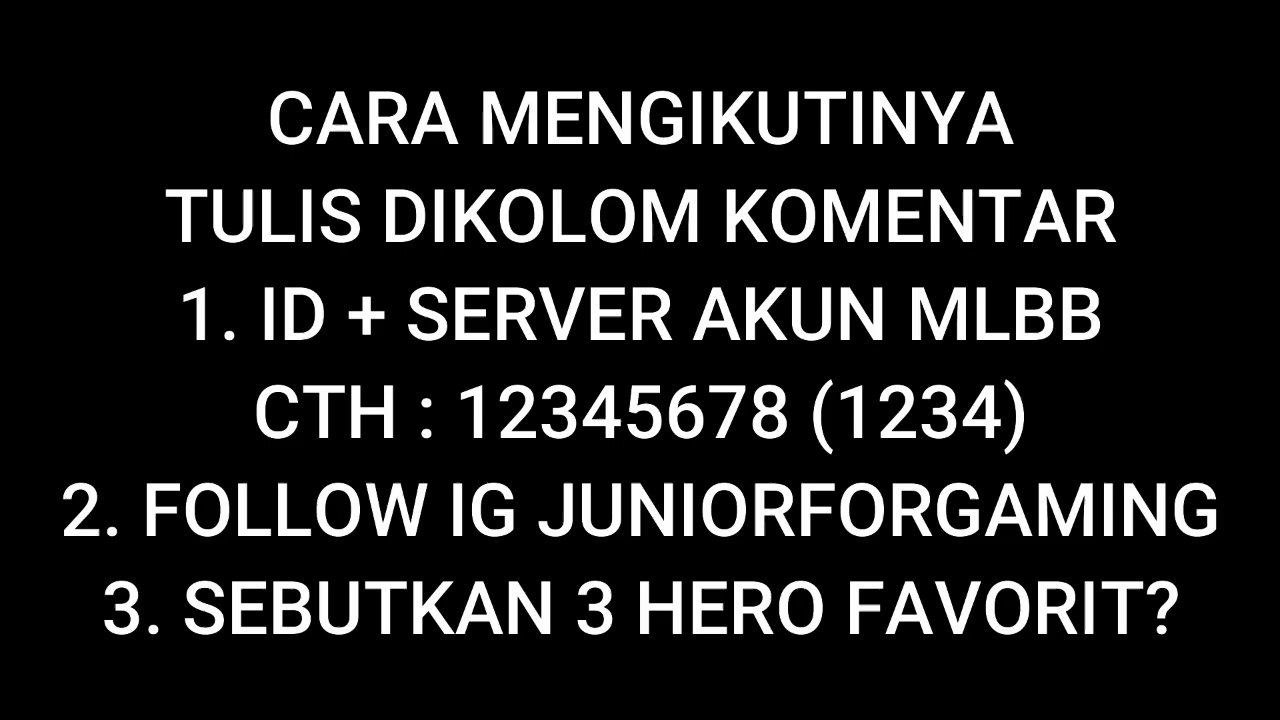 CARA MENGIKUTINYA
TULIS DIKOLOM KOMENTAR
1. ID + SERVER AKUN MLBB
CTH : 12345678 (1234)
2. FOLLOW IG JUNIORFORGAMING
3. SEBUTKAN 3 HERO FAVORIT?